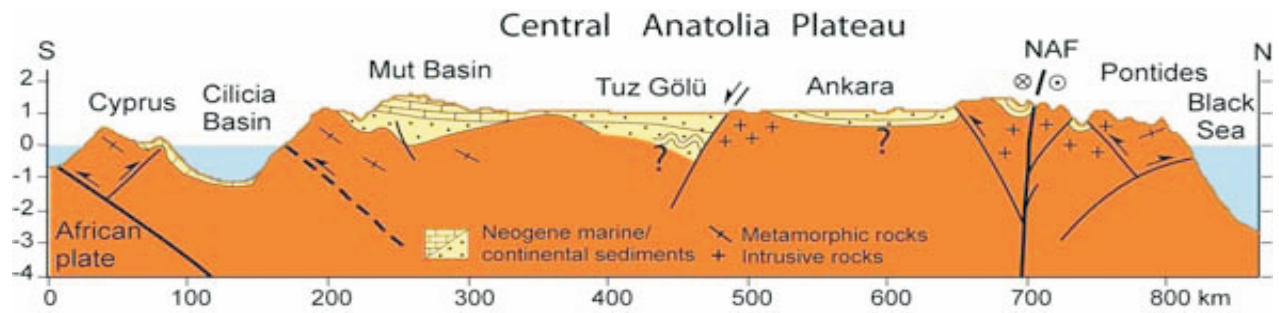 Central Anatolia Plateau
S
N
NAF
Mut Basin
Tuz Gölü
Ankara
Pontides
Cyprus
Cilicia
Basin
Black
Sea
2
1
0
-1
-2
-3
-4
African
plate
?
?
Neogene marine/
continental sediments
Metamorphic rocks
Intrusive rocks
0
100
200
300
400
500
600
700
800 km